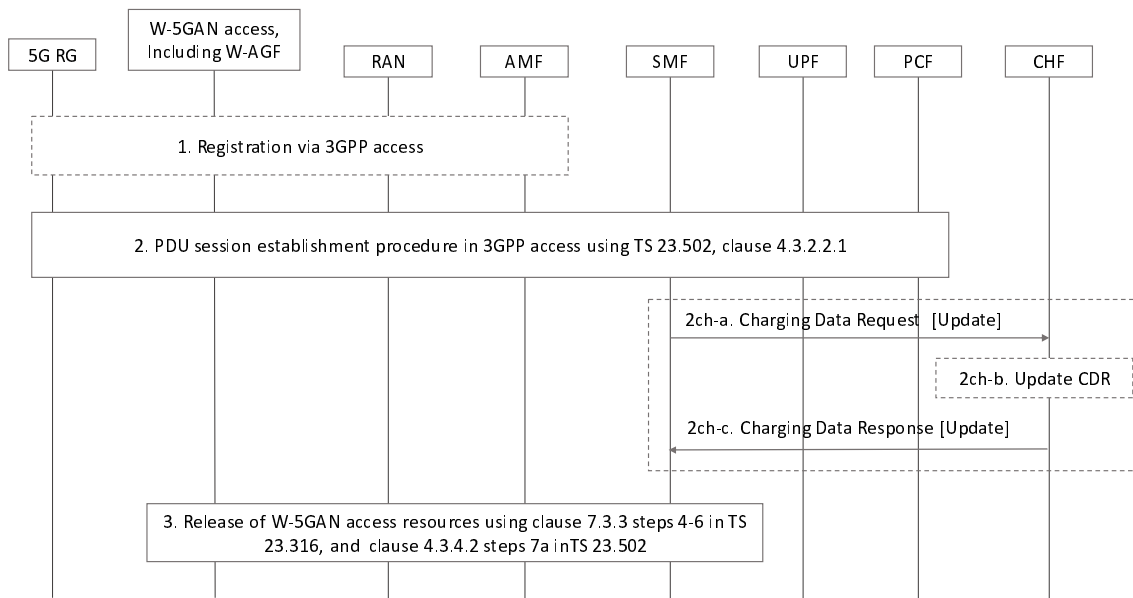 5G RG
W-5GAN access,
Including W-AGF
RAN
AMF
SMF
UPF
PCF
CHF
1. Registration via 3GPP access
2. PDU session establishment procedure in 3GPP access using TS 23.502, clause 4.3.2.2.1
2ch-a. Charging Data Request [Update]
2ch-b. Update CDR
2ch-c. Charging Data Response [Update]
3. Release of W-5GAN access resources using clause 7.3.3 steps 4-6 in TS
23.316, and clause 4.3.4.2 steps 7a inTS 23.502